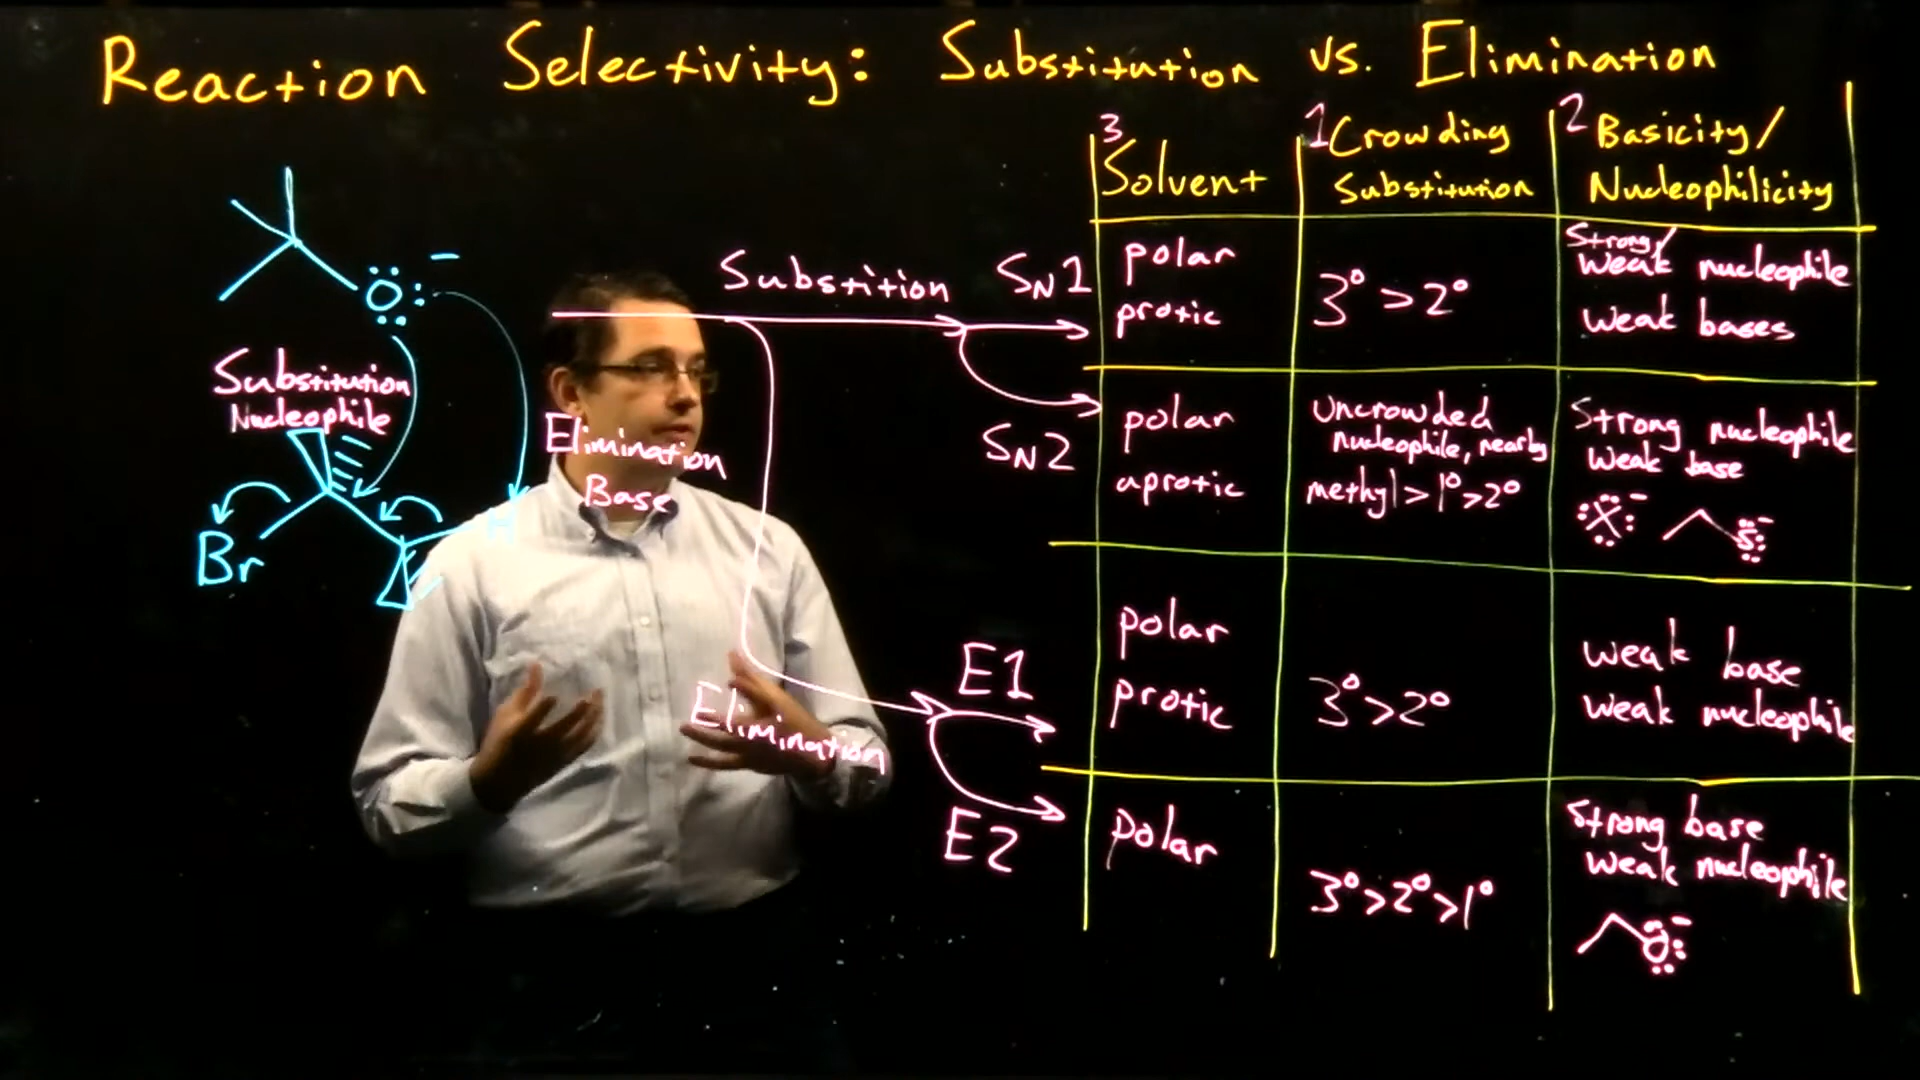 Reaction Selectivity: Substitution vs. Elimination
3 Solvent
1 Crowding
Substitution
2 Basicity/
Nucleophilicity
O:
Substitution
Nucleophile
Br
H
Elimination
Base
Substition
SN1
polar
protic
3° > 2°
Strong/
weak nucleophile
weak bases
SN2
polar
aprotic
Uncrowded
nucleophile, nearby
methyl > 1° > 2°
Strong nucleophile
weak base
:X:⁻
S:⁻
Elimination
E1
polar
protic
3° > 2°
weak base
weak nucleophile
E2
polar
3° > 2° > 1°
Strong base
weak nucleophile
O:⁻